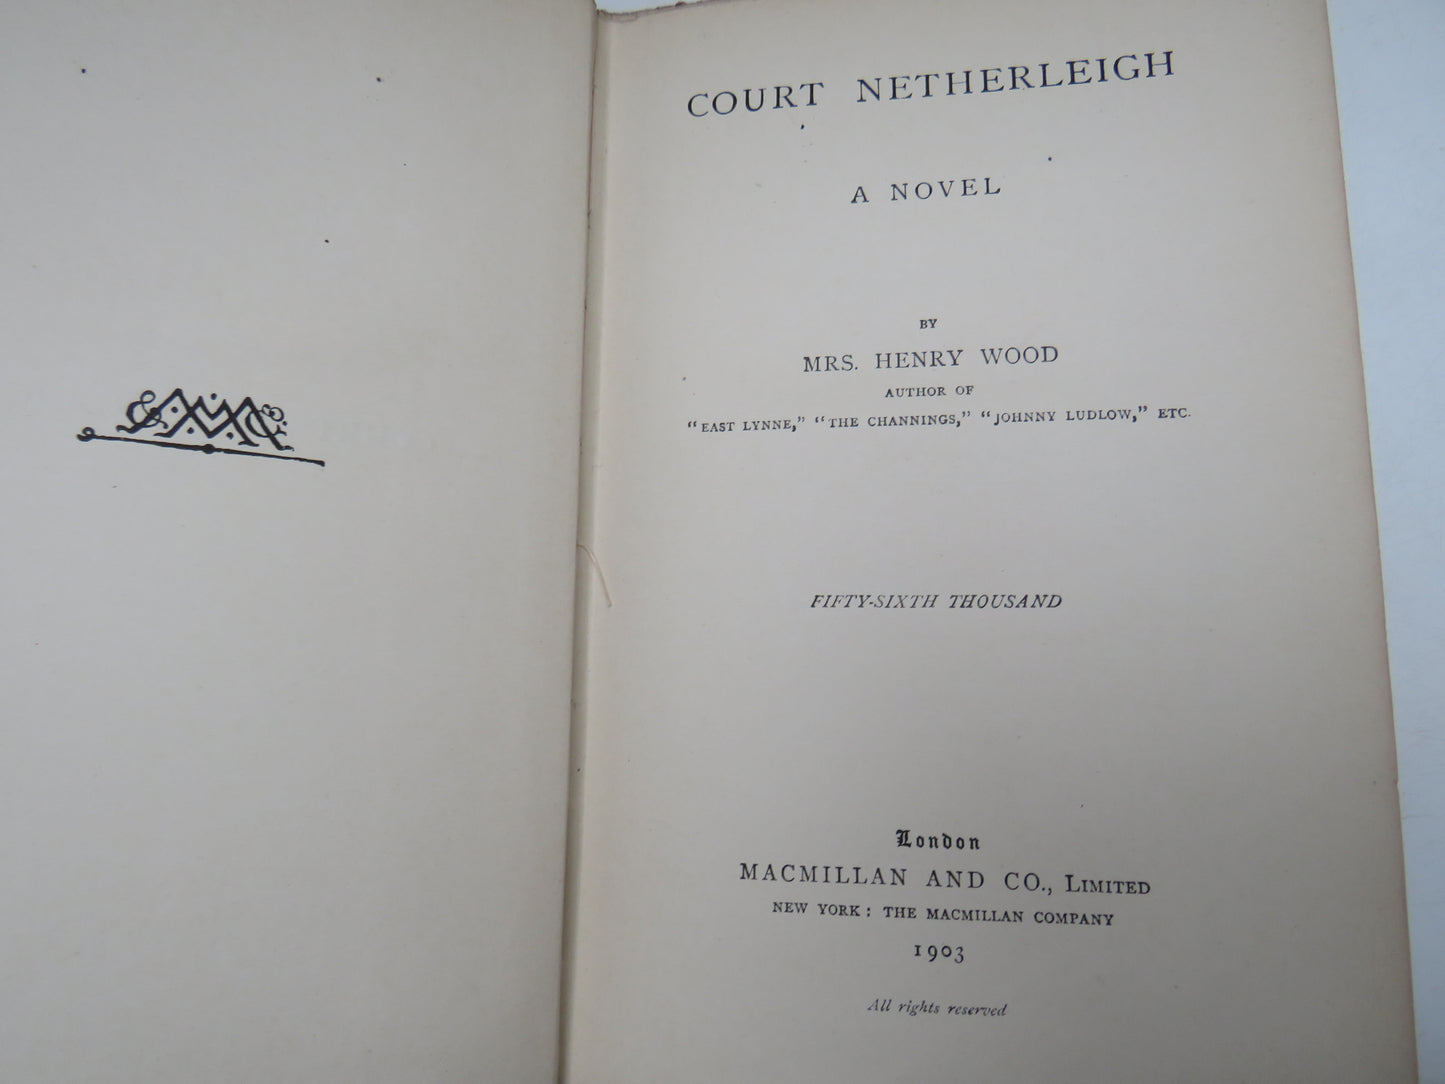 COURT NETHERLEIGH
A NOVEL
BY
MRS. HENRY WOOD
AUTHOR OF
"EAST LYNNE," "THE CHANNINGS," "JOHNNY LUDLOW," ETC.
FIFTY-SIXTH THOUSAND
London
MACMILLAN AND CO., LIMITED
NEW YORK: THE MACMILLAN COMPANY
1903
All rights reserved